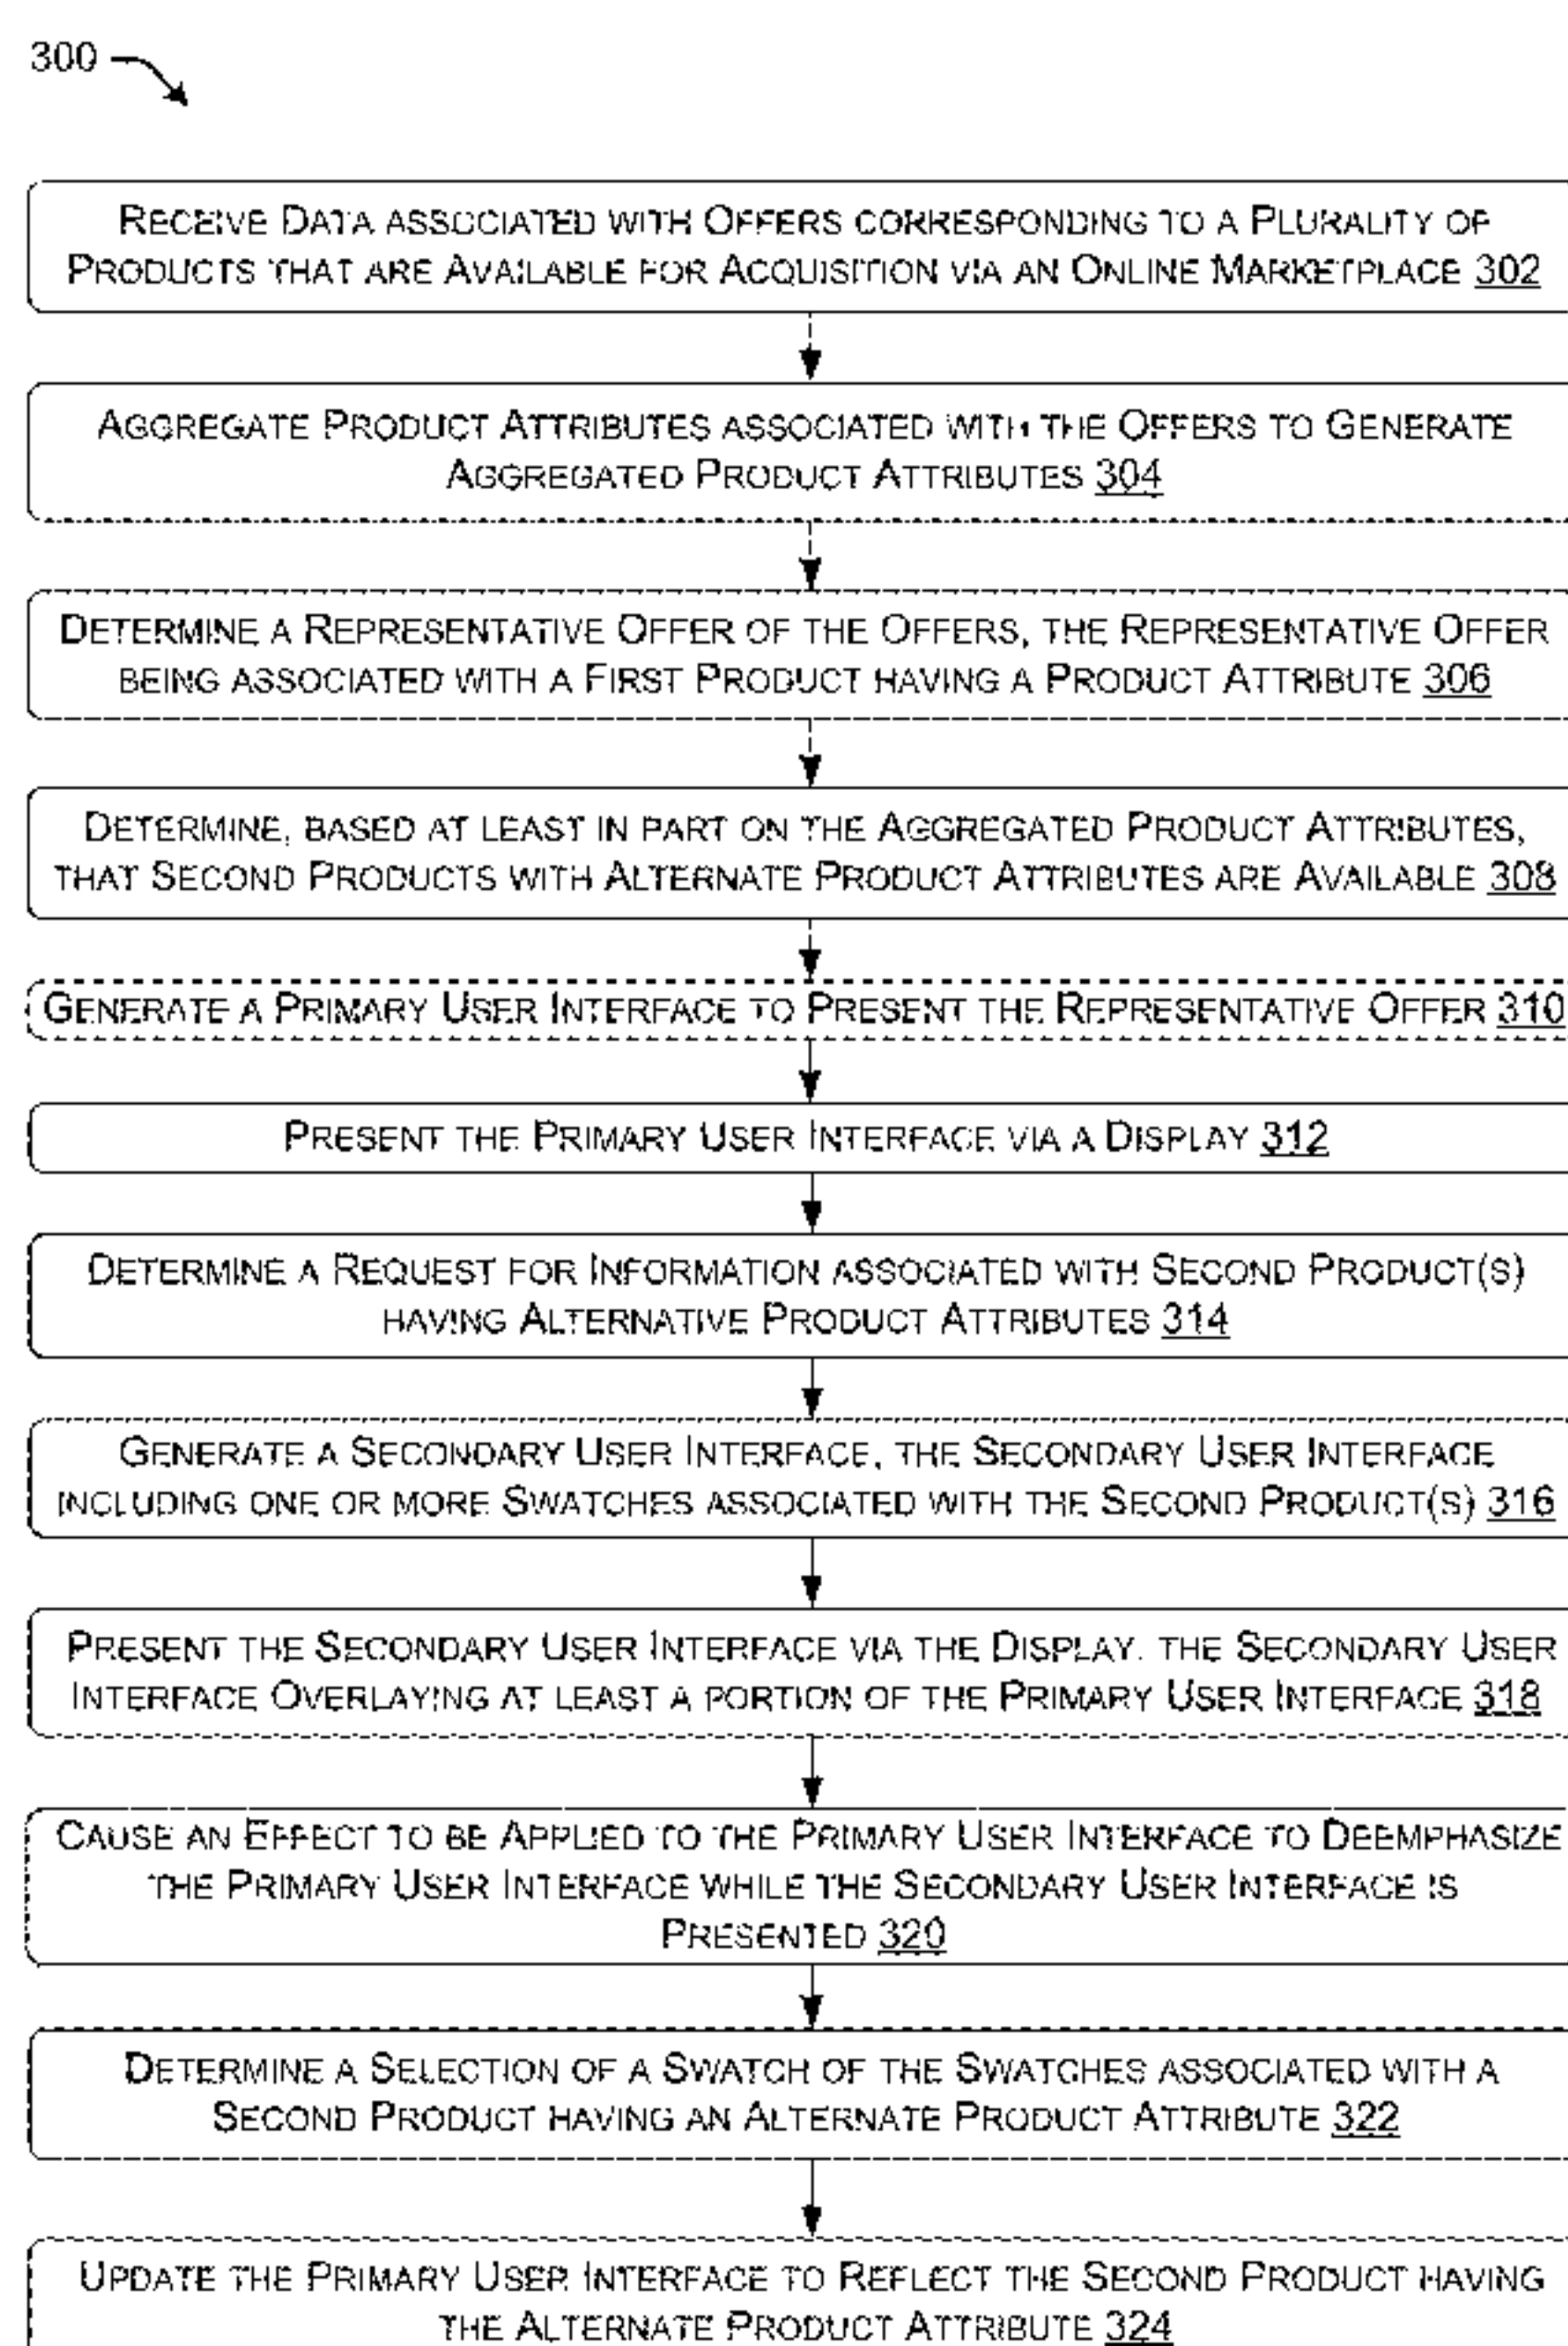 300
RECEIVE DATA ASSOCIATED WITH OFFERS CORRESPONDING TO A PLURALITY OF
PRODUCTS THAT ARE AVAILABLE FOR ACQUISITION VIA AN ONLINE MARKETPLACE 302
AGGREGATE PRODUCT ATTRIBUTES ASSOCIATED WITH THE OFFERS TO GENERATE
AGGREGATED PRODUCT ATTRIBUTES 304
DETERMINE A REPRESENTATIVE OFFER OF THE OFFERS, THE REPRESENTATIVE OFFER
BEING ASSOCIATED WITH A FIRST PRODUCT HAVING A PRODUCT ATTRIBUTE 306
DETERMINE, BASED AT LEAST IN PART ON THE AGGREGATED PRODUCT ATTRIBUTES,
THAT SECOND PRODUCTS WITH ALTERNATE PRODUCT ATTRIBUTES ARE AVAILABLE 308
GENERATE A PRIMARY USER INTERFACE TO PRESENT THE REPRESENTATIVE OFFER 310
PRESENT THE PRIMARY USER INTERFACE VIA A DISPLAY 312
DETERMINE A REQUEST FOR INFORMATION ASSOCIATED WITH SECOND PRODUCT(S)
HAVING ALTERNATIVE PRODUCT ATTRIBUTES 314
GENERATE A SECONDARY USER INTERFACE, THE SECONDARY USER INTERFACE
INCLUDING ONE OR MORE SWATCHES ASSOCIATED WITH THE SECOND PRODUCT(S) 316
PRESENT THE SECONDARY USER INTERFACE VIA THE DISPLAY, THE SECONDARY USER
INTERFACE OVERLAYING AT LEAST A PORTION OF THE PRIMARY USER INTERFACE 318
CAUSE AN EFFECT TO BE APPLIED TO THE PRIMARY USER INTERFACE TO DEEMPHASIZE
THE PRIMARY USER INTERFACE WHILE THE SECONDARY USER INTERFACE IS
PRESENTED 320
DETERMINE A SELECTION OF A SWATCH OF THE SWATCHES ASSOCIATED WITH A
SECOND PRODUCT HAVING AN ALTERNATE PRODUCT ATTRIBUTE 322
UPDATE THE PRIMARY USER INTERFACE TO REFLECT THE SECOND PRODUCT HAVING
THE ALTERNATE PRODUCT ATTRIBUTE 324